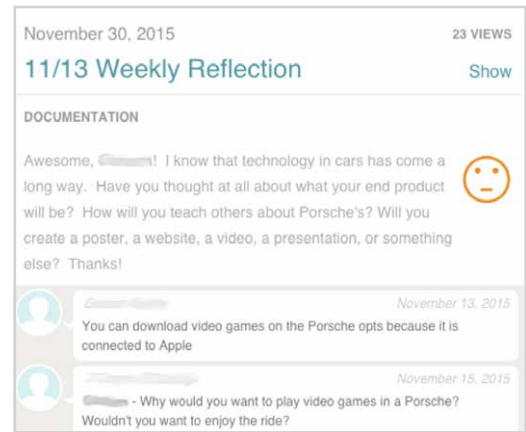 November 30, 2015
23 VIEWS
11/13 Weekly Reflection
Show
DOCUMENTATION
Awesome, ! I know that technology in cars has come a
long way. Have you thought at all about what your end product
will be? How will you teach others about Porsche's? Will you
create a poster, a website, a video, a presentation, or something
else? Thanks!
November 13, 2015
You can download video games on the Porsche opts because it is
connected to Apple
November 15, 2015
- Why would you want to play video games in a Porsche?
Wouldn't you want to enjoy the ride?